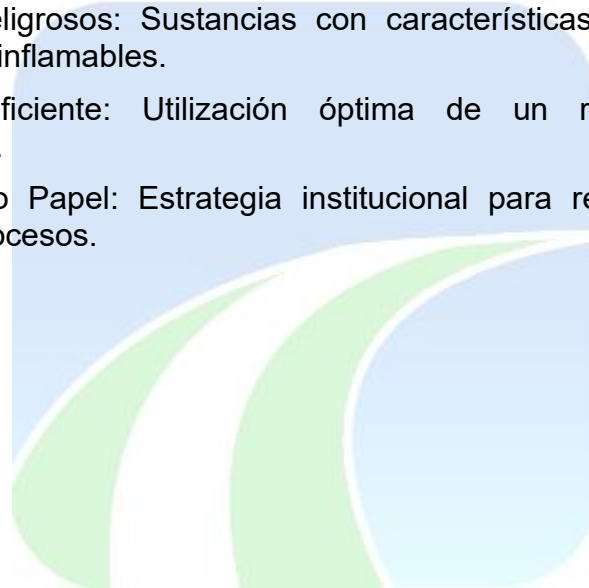 eligrosos: Sustancias con características
inflamables.
ficiente: Utilización óptima de un r
.
o Papel: Estrategia institucional para re
ocesos.